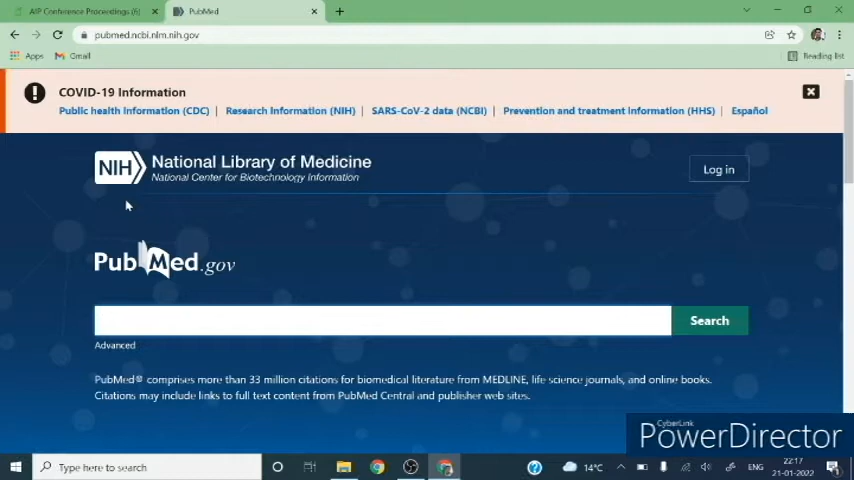 AIP Conference Proceedings (6)
PubMed
pubmed.ncbi.nlm.nih.gov
Apps
Gmail
Reading list
COVID-19 Information
Public health information (CDC) | Research information (NIH) | SARS-CoV-2 data (NCBI) | Prevention and treatment information (HHS) | Español
NIH National Library of Medicine
National Center for Biotechnology Information
Log in
PubMed.gov
Search
Advanced
PubMed® comprises more than 33 million citations for biomedical literature from MEDLINE, life science journals, and online books.
Citations may include links to full text content from PubMed Central and publisher web sites.
CyberLink
PowerDirector
Type here to search
14°C
ENG
22:17
21-01-2022